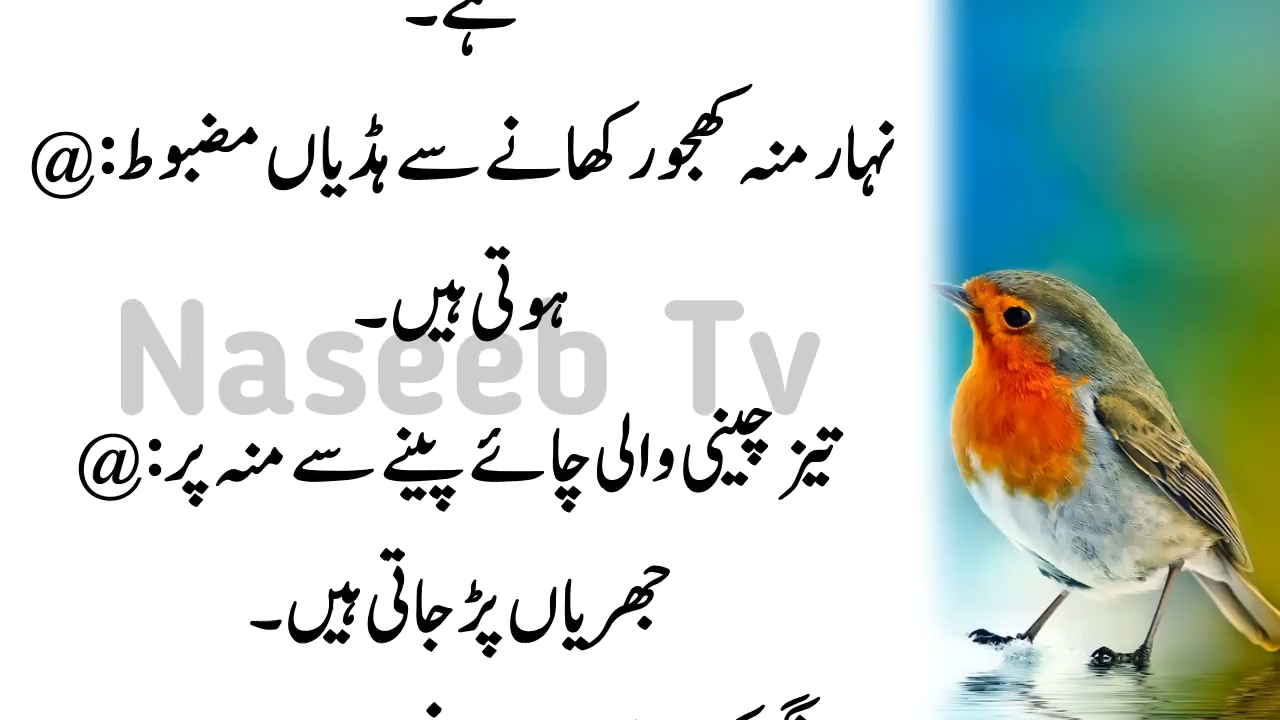 ہے۔
نہار منہ کھجور کھانے سے ہڈیاں مضبوط:@
ہوتی ہیں۔
Naseeb Tv
تیز چینی والی چائے پینے سے منہ پر:@
جھریاں پڑ جاتی ہیں۔